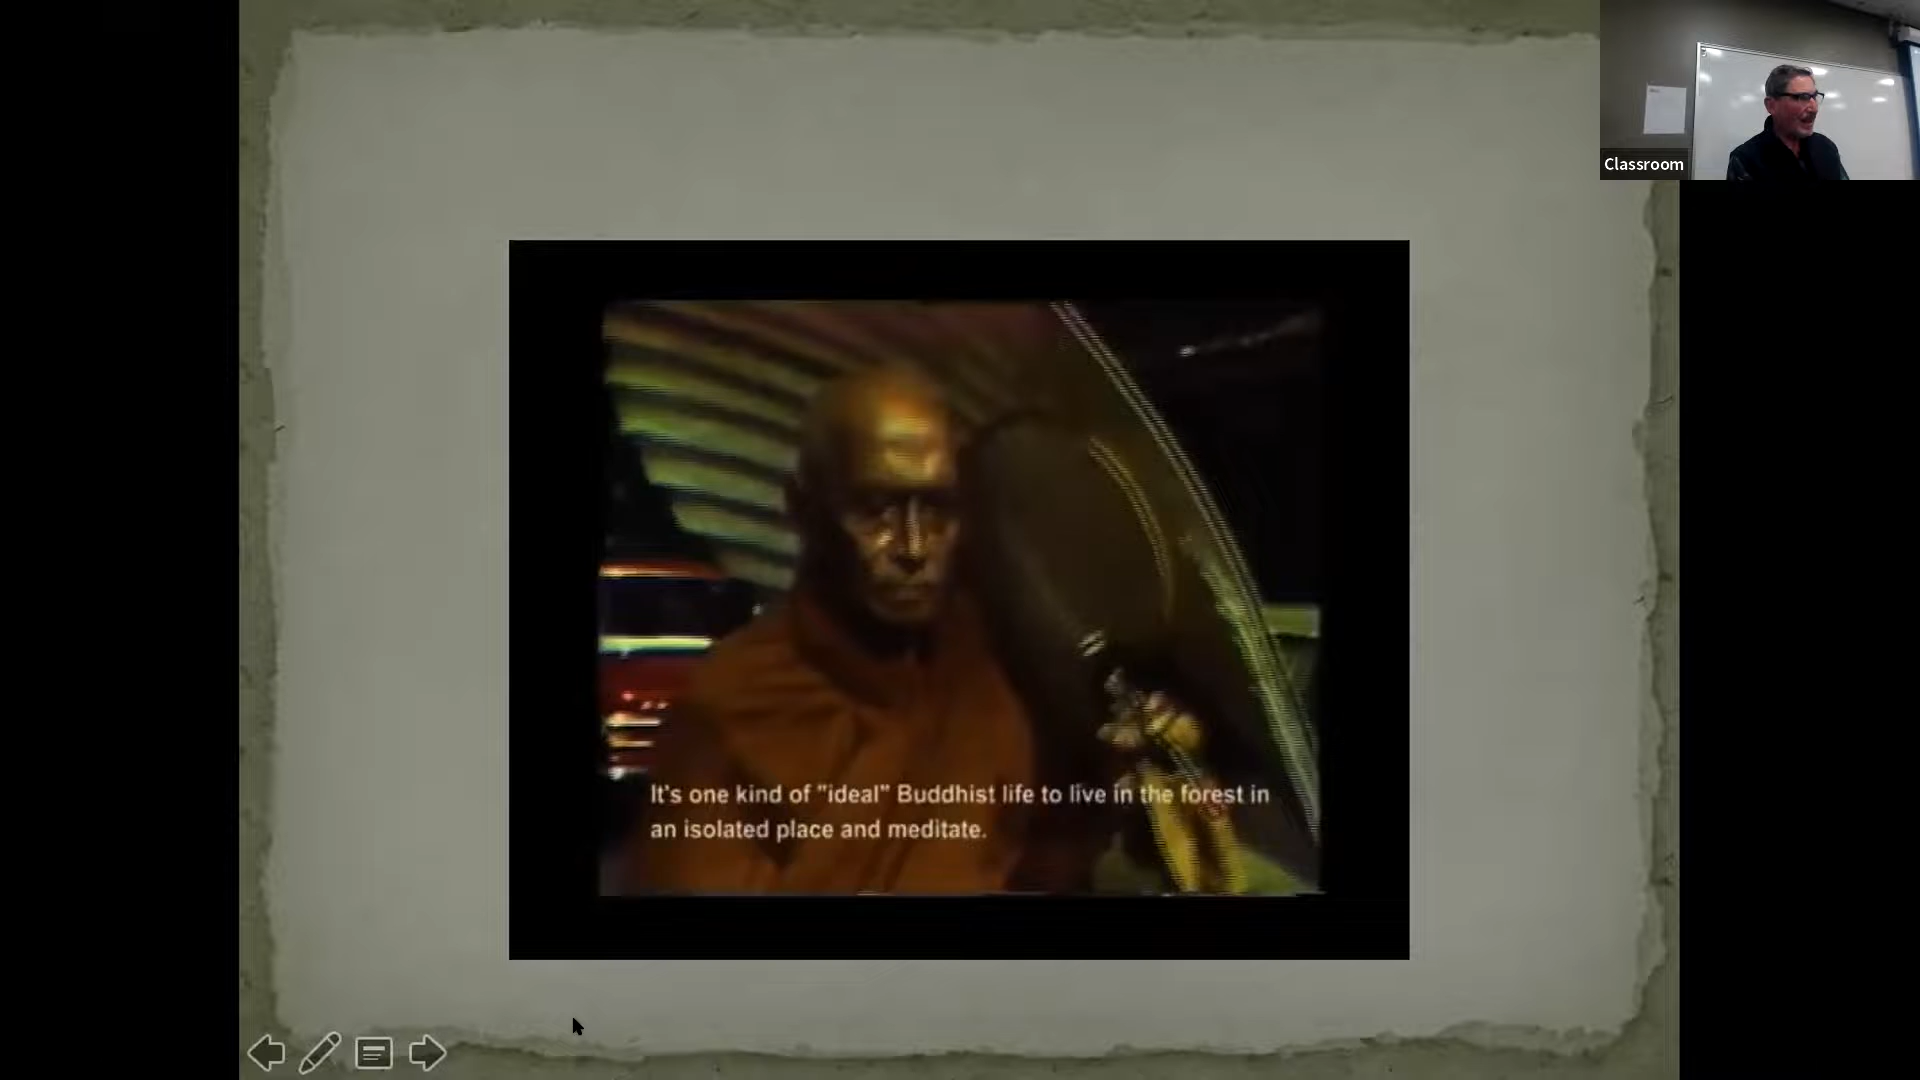 Classroom
It's one kind of "ideal" Buddhist life to live in the forest in
an isolated place and meditate.